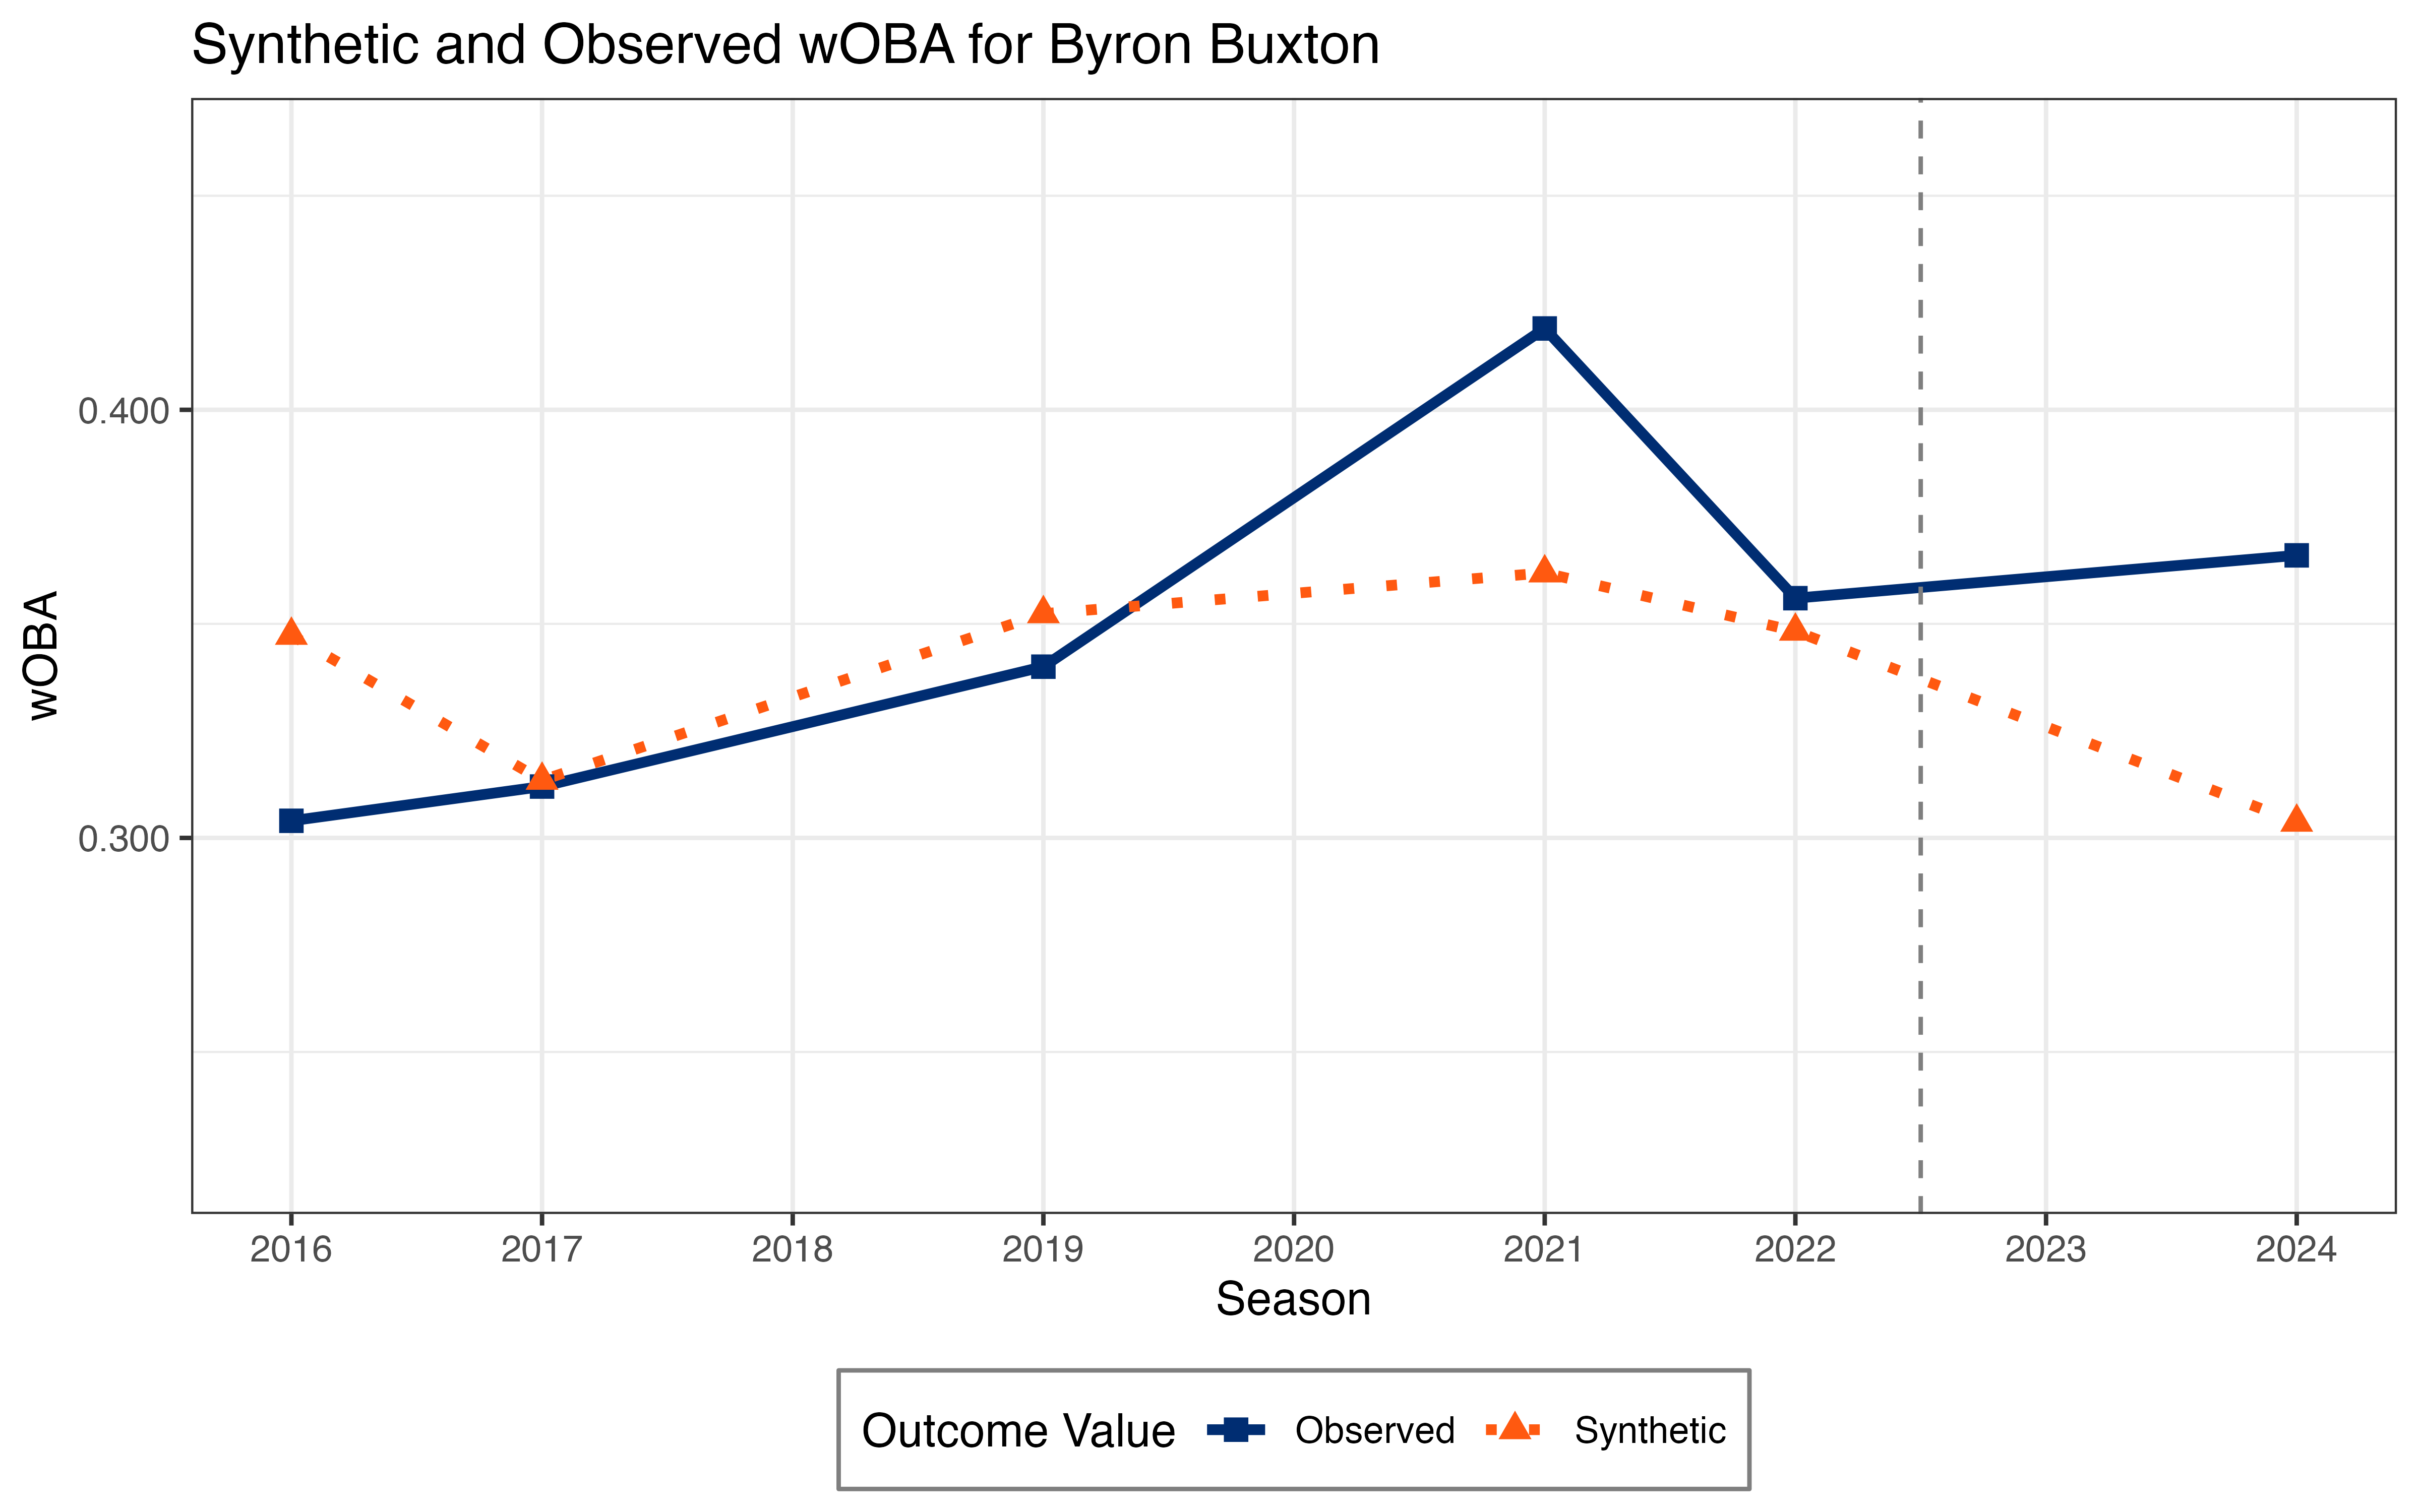 Synthetic and Observed wOBA for Byron Buxton
wOBA
0.400
0.300
2016 2017 2018 2019 2020 2021 2022 2023 2024
Season
Outcome Value Observed Synthetic